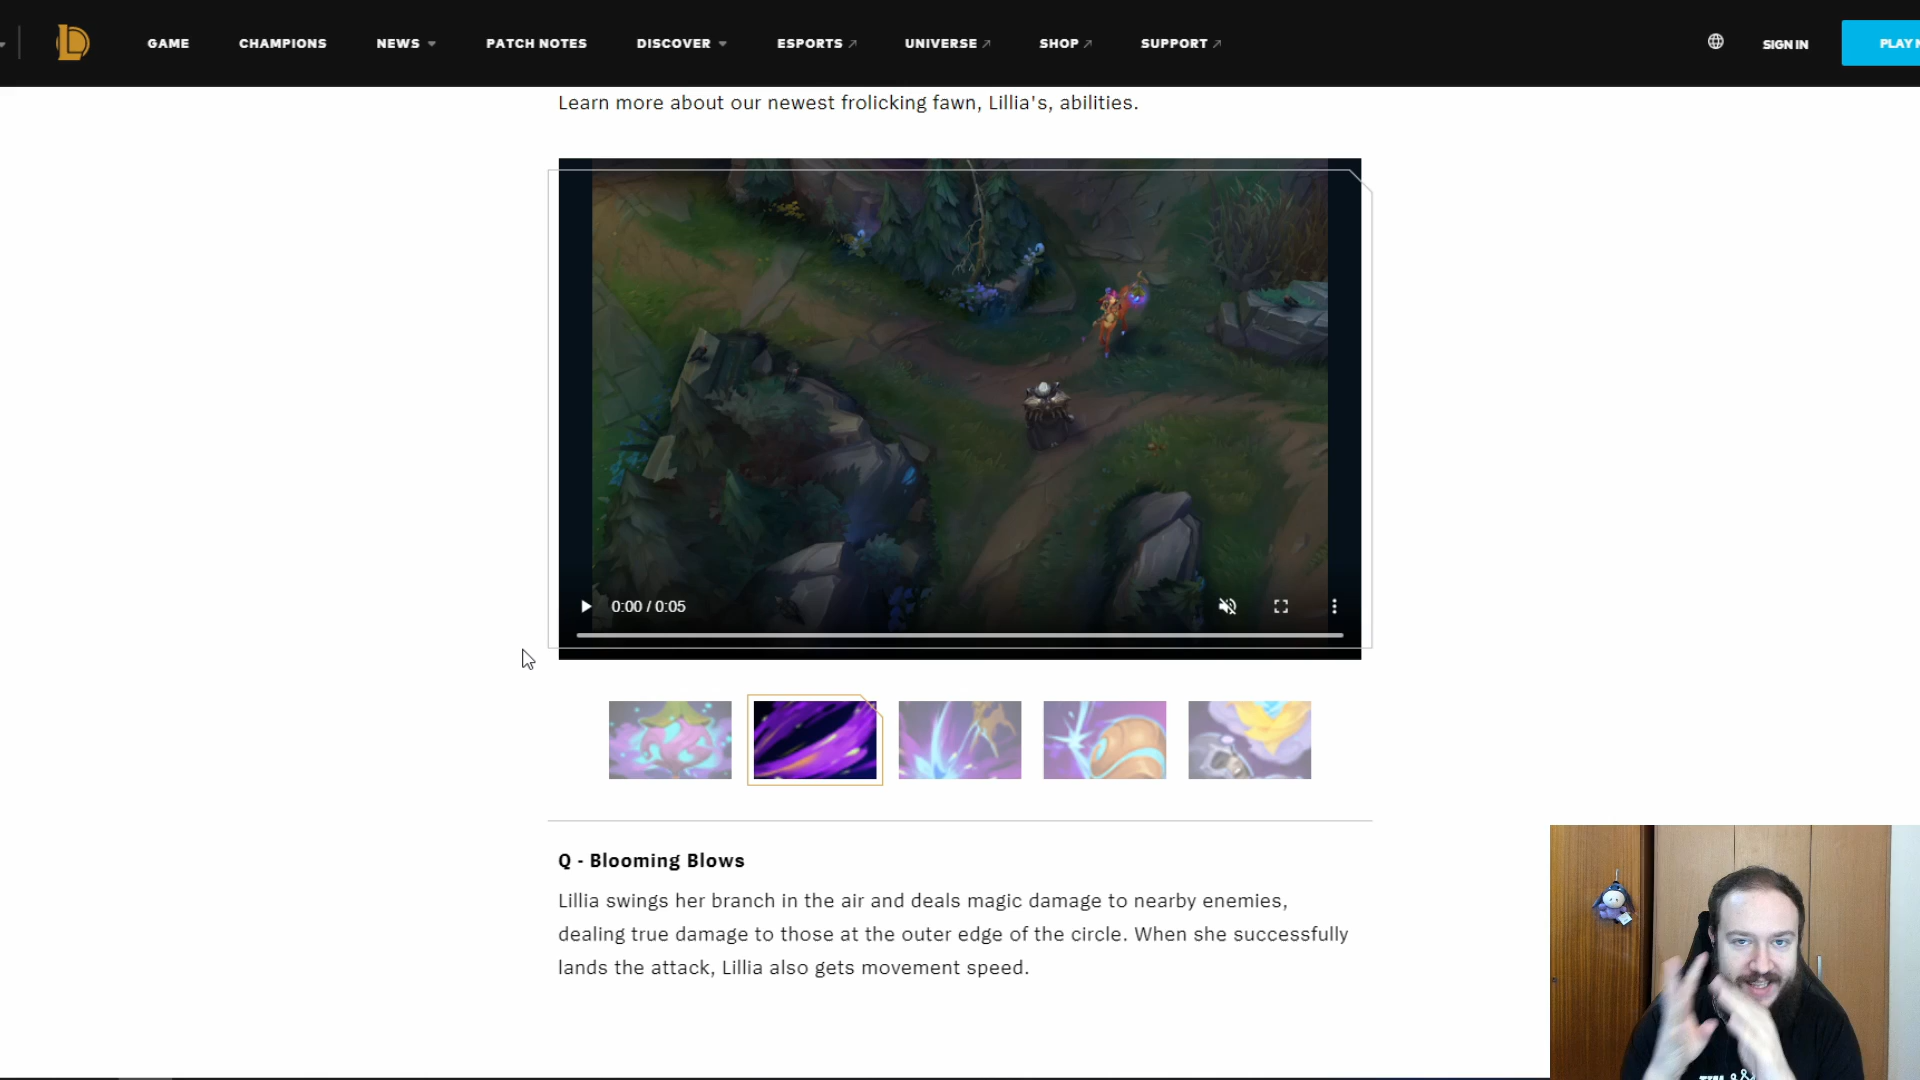 GAME CHAMPIONS NEWS PATCH NOTES DISCOVER ESPORTS UNIVERSE SHOP SUPPORT SIGN IN PLAY
Learn more about our newest frolicking fawn, Lillia's, abilities.
0:00 / 0:05
Q - Blooming Blows
Lillia swings her branch in the air and deals magic damage to nearby enemies,
dealing true damage to those at the outer edge of the circle. When she successfully
lands the attack, Lillia also gets movement speed.